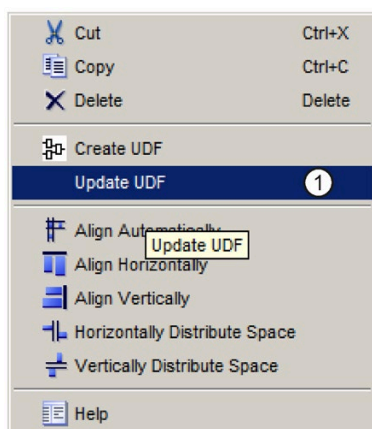 Cut Ctrl+X
Copy Ctrl+C
Delete Delete
Create UDF
Update UDF 1
Align Automatically
Update UDF
Align Horizontally
Align Vertically
Horizontally Distribute Space
Vertically Distribute Space
Help